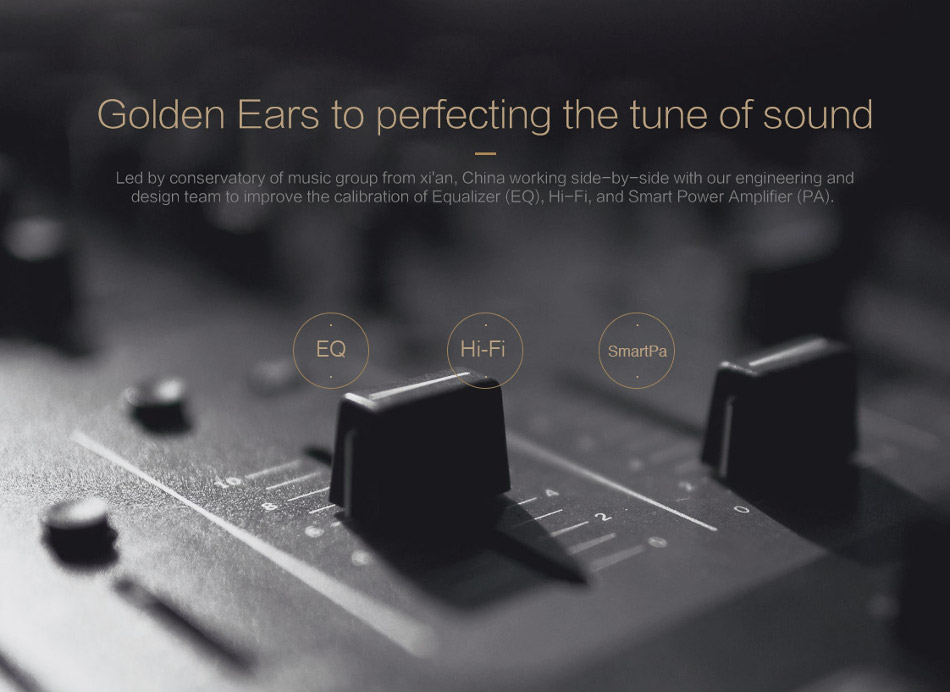 Golden Ears to perfecting the tune of sound
Led by conservatory of music group from xi'an, China working side-by-side with our engineering and
design team to improve the calibration of Equalizer (EQ), Hi-Fi, and Smart Power Amplifier (PA).
EQ Hi-Fi SmartPa
10
8
4
2
0